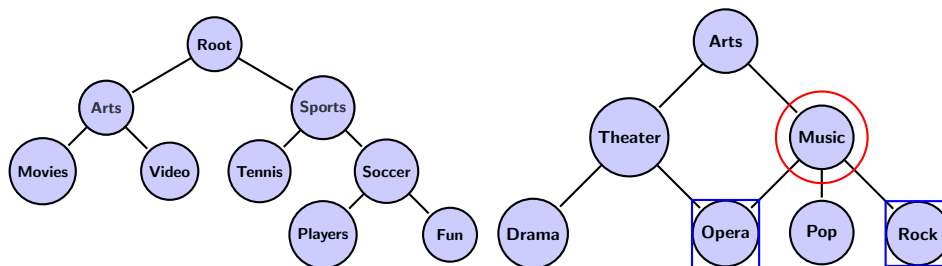 Root
Arts
Sports
Movies
Video
Tennis
Soccer
Players
Fun
Arts
Theater
Music
Drama
Opera
Pop
Rock